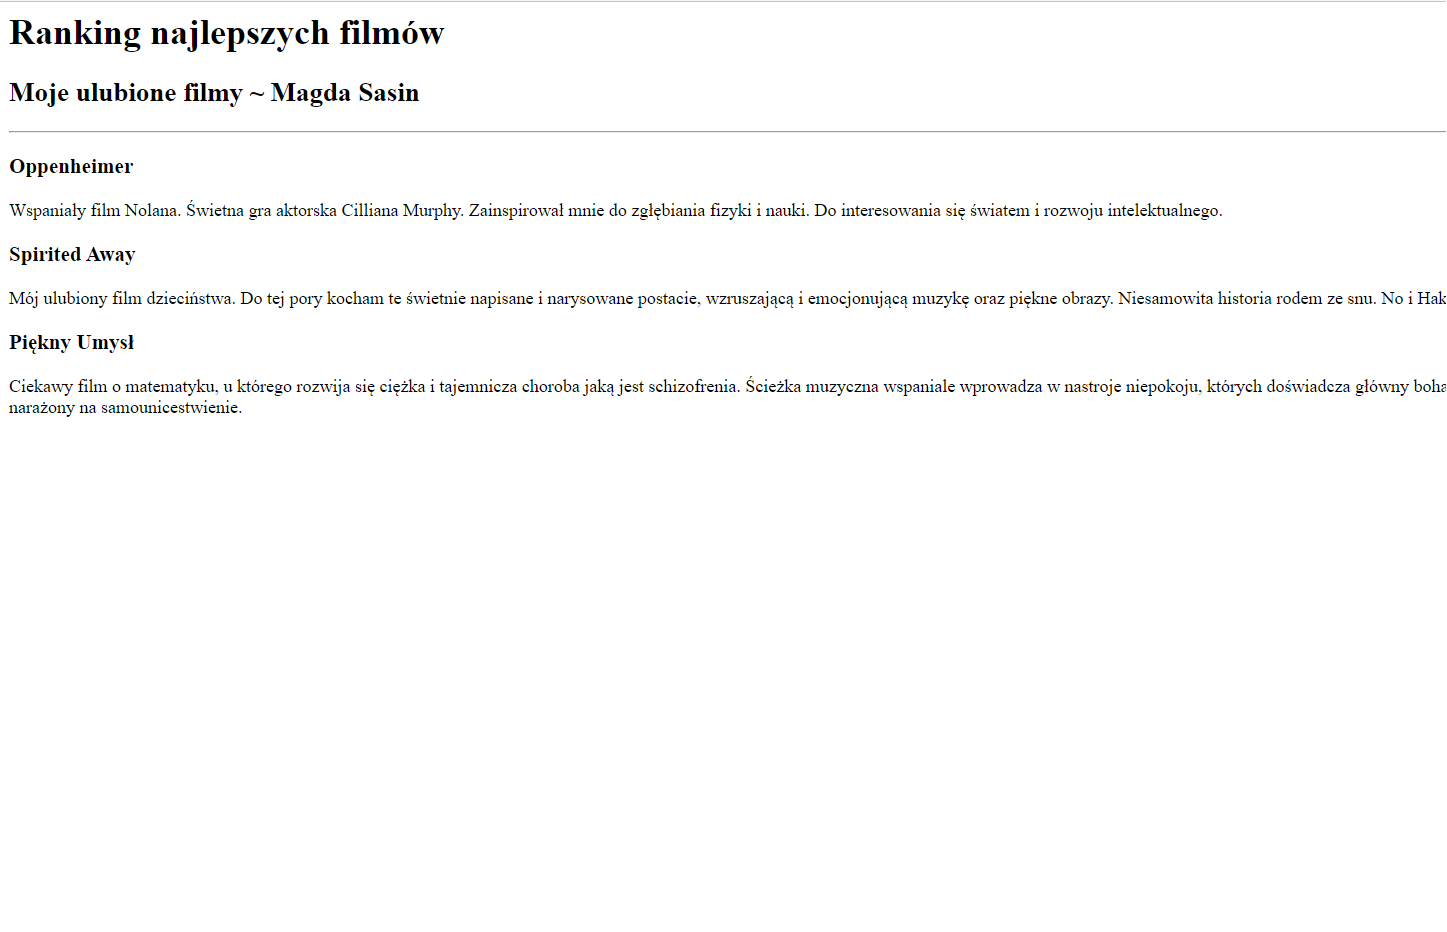 Ranking najlepszych filmów
Moje ulubione filmy ~ Magda Sasin
Oppenheimer
Wspaniały film Nolana. Świetna gra aktorska Cilliana Murphy. Zainspirował mnie do zgłębiania fizyki i nauki. Do interesowania się światem i rozwoju intelektualnego.
Spirited Away
Mój ulubiony film dzieciństwa. Do tej pory kocham te świetnie napisane i narysowane postacie, wzruszającą i emocjonującą muzykę oraz piękne obrazy. Niesamowita historia rodem ze snu. No i Hak
Piękny Umysł
Ciekawy film o matematyku, u którego rozwija się ciężka i tajemnicza choroba jaką jest schizofrenia. Ścieżka muzyczna wspaniale wprowadza w nastroje niepokoju, których doświadcza główny boha
narażony na samounicestwienie.